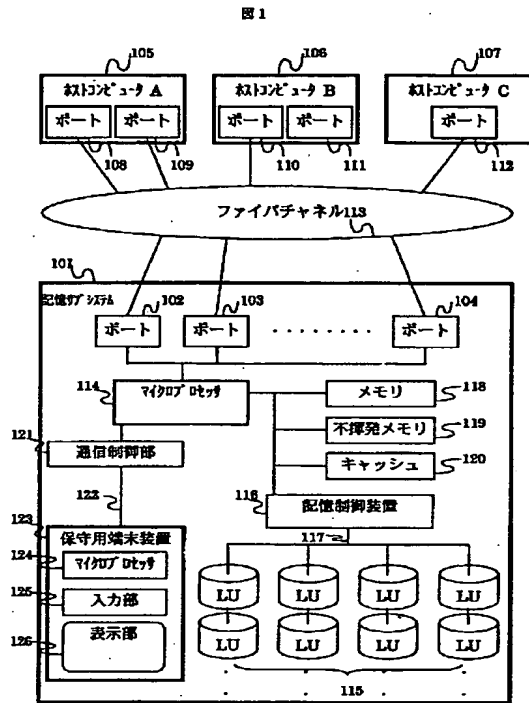 図1
105
106
107
ホストコンピュータ A
ホストコンピュータ B
ホストコンピュータ C
ポート
ポート
ポート
ポート
ポート
108
109
110
111
112
ファイバチャネル113
101
記憶サブシステム
102
103
104
ポート
ポート
ポート
114
マイクロプロセッサ
メモリ
118
不揮発メモリ
119
キャッシュ
120
121
通信制御部
122
116
記憶制御装置
117
123
保守用端末装置
124
マイクロプロセッサ
125
入力部
126
表示部
LU
LU
LU
LU
LU
LU
LU
LU
115